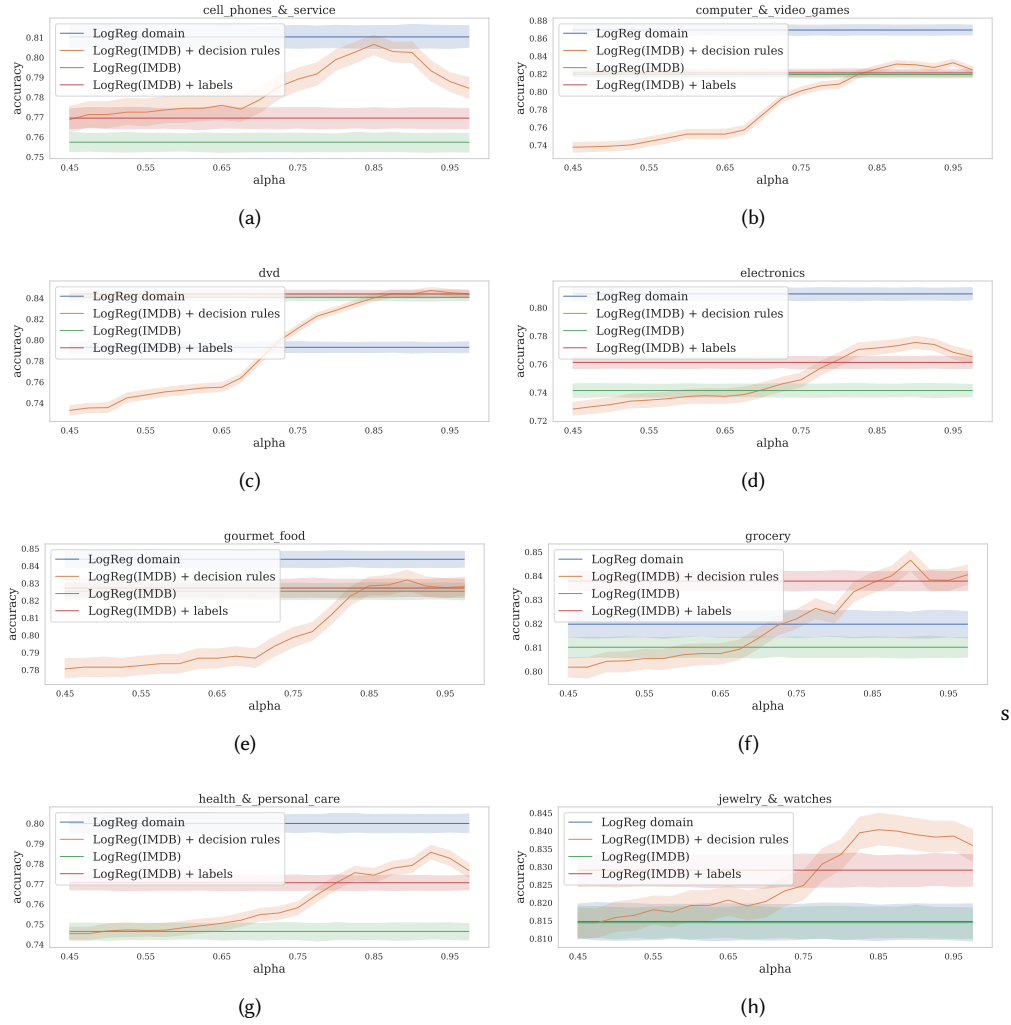 cell_phones_&_service
accuracy
0.81
0.80
0.79
0.78
0.77
0.76
0.75
LogReg domain
LogReg(IMDB) + decision rules
LogReg(IMDB)
LogReg(IMDB) + labels
0.45 0.55 0.65 0.75 0.85 0.95
alpha
(a)
computer_&_video_games
accuracy
0.88
0.86
0.84
0.82
0.80
0.78
0.76
0.74
LogReg domain
LogReg(IMDB) + decision rules
LogReg(IMDB)
LogReg(IMDB) + labels
0.45 0.55 0.65 0.75 0.85 0.95
alpha
(b)
dvd
accuracy
0.84
0.82
0.80
0.78
0.76
0.74
LogReg domain
LogReg(IMDB) + decision rules
LogReg(IMDB)
LogReg(IMDB) + labels
0.45 0.55 0.65 0.75 0.85 0.95
alpha
(c)
electronics
accuracy
0.80
0.78
0.76
0.74
0.72
LogReg domain
LogReg(IMDB) + decision rules
LogReg(IMDB)
LogReg(IMDB) + labels
0.45 0.55 0.65 0.75 0.85 0.95
alpha
(d)
gourmet_food
accuracy
0.85
0.84
0.83
0.82
0.81
0.80
0.79
0.78
LogReg domain
LogReg(IMDB) + decision rules
LogReg(IMDB)
LogReg(IMDB) + labels
0.45 0.55 0.65 0.75 0.85 0.95
alpha
(e)
grocery
accuracy
0.85
0.84
0.83
0.82
0.81
0.80
LogReg domain
LogReg(IMDB) + decision rules
LogReg(IMDB)
LogReg(IMDB) + labels
0.45 0.55 0.65 0.75 0.85 0.95
alpha
s
(f)
health_&_personal_care
accuracy
0.80
0.79
0.78
0.77
0.76
0.75
0.74
LogReg domain
LogReg(IMDB) + decision rules
LogReg(IMDB)
LogReg(IMDB) + labels
0.45 0.55 0.65 0.75 0.85 0.95
alpha
(g)
jewelry_&_watches
accuracy
0.845
0.840
0.835
0.830
0.825
0.820
0.815
0.810
LogReg domain
LogReg(IMDB) + decision rules
LogReg(IMDB)
LogReg(IMDB) + labels
0.45 0.55 0.65 0.75 0.85 0.95
alpha
(h)